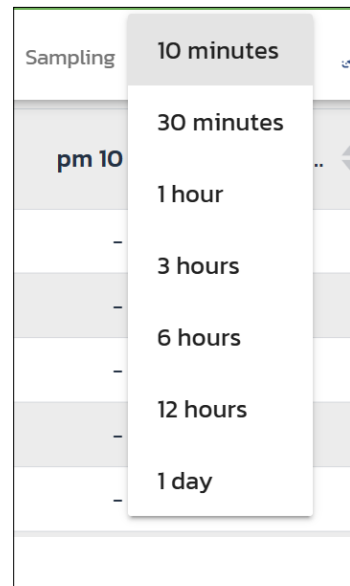 Sampling
10 minutes
30 minutes
pm 10
..
1 hour
-
3 hours
-
6 hours
-
12 hours
-
1 day
-